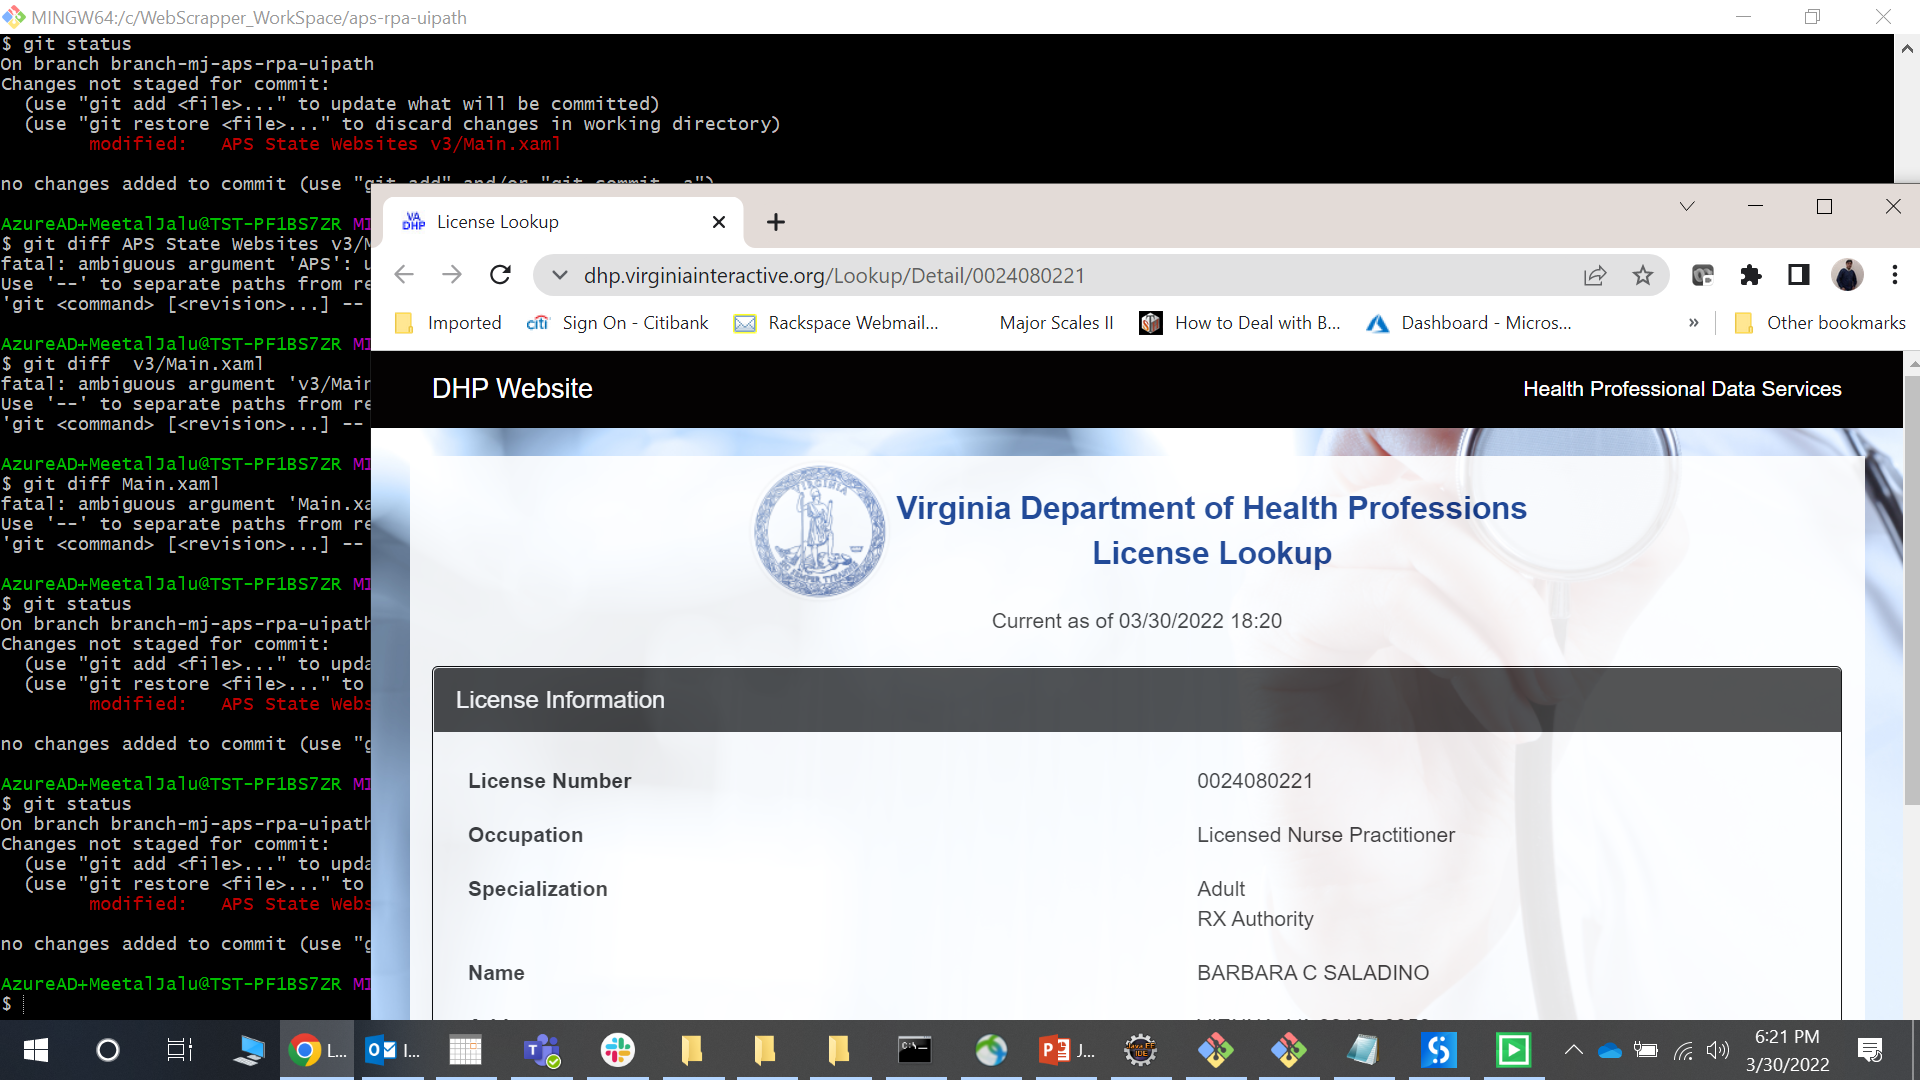 MINGW64:/c/WebScrapper_WorkSpace/aps-rpa-uipath
$ git status
On branch branch-mj-aps-rpa-uipath
Changes not staged for commit:
  (use "git add <file>..." to update what will be committed)
  (use "git restore <file>..." to discard changes in working directory)
        modified:   APS State Websites v3/Main.xaml
no changes added to commit (use "git add" and/or "git commit -a")
AzureAD+MeetalJalu@TST-PF1BS7ZR MI
$ git diff APS State Websites v3/M
fatal: ambiguous argument 'APS': u
Use '--' to separate paths from re
'git <command> [<revision>...] --
AzureAD+MeetalJalu@TST-PF1BS7ZR MI
$ git diff  v3/Main.xaml
fatal: ambiguous argument 'v3/Main
Use '--' to separate paths from re
'git <command> [<revision>...] --
AzureAD+MeetalJalu@TST-PF1BS7ZR MI
$ git diff Main.xaml
fatal: ambiguous argument 'Main.xa
Use '--' to separate paths from re
'git <command> [<revision>...] --
AzureAD+MeetalJalu@TST-PF1BS7ZR MI
$ git status
On branch branch-mj-aps-rpa-uipath
Changes not staged for commit:
  (use "git add <file>..." to upda
  (use "git restore <file>..." to
        modified:   APS State Webs
no changes added to commit (use "g
AzureAD+MeetalJalu@TST-PF1BS7ZR MI
$ git status
On branch branch-mj-aps-rpa-uipath
Changes not staged for commit:
  (use "git add <file>..." to upda
  (use "git restore <file>..." to
        modified:   APS State Webs
no changes added to commit (use "g
AzureAD+MeetalJalu@TST-PF1BS7ZR MI
$
VA DHP License Lookup
dhp.virginiainteractive.org/Lookup/Detail/0024080221
Imported citi Sign On - Citibank Rackspace Webmail... Major Scales II How to Deal with B... Dashboard - Micros... » Other bookmarks
DHP Website Health Professional Data Services
VIRGINIA
Virginia Department of Health Professions
License Lookup
Current as of 03/30/2022 18:20
License Information
License Number 0024080221
Occupation Licensed Nurse Practitioner
Specialization Adult
RX Authority
Name BARBARA C SALADINO
L... I... J...
6:21 PM
3/30/2022